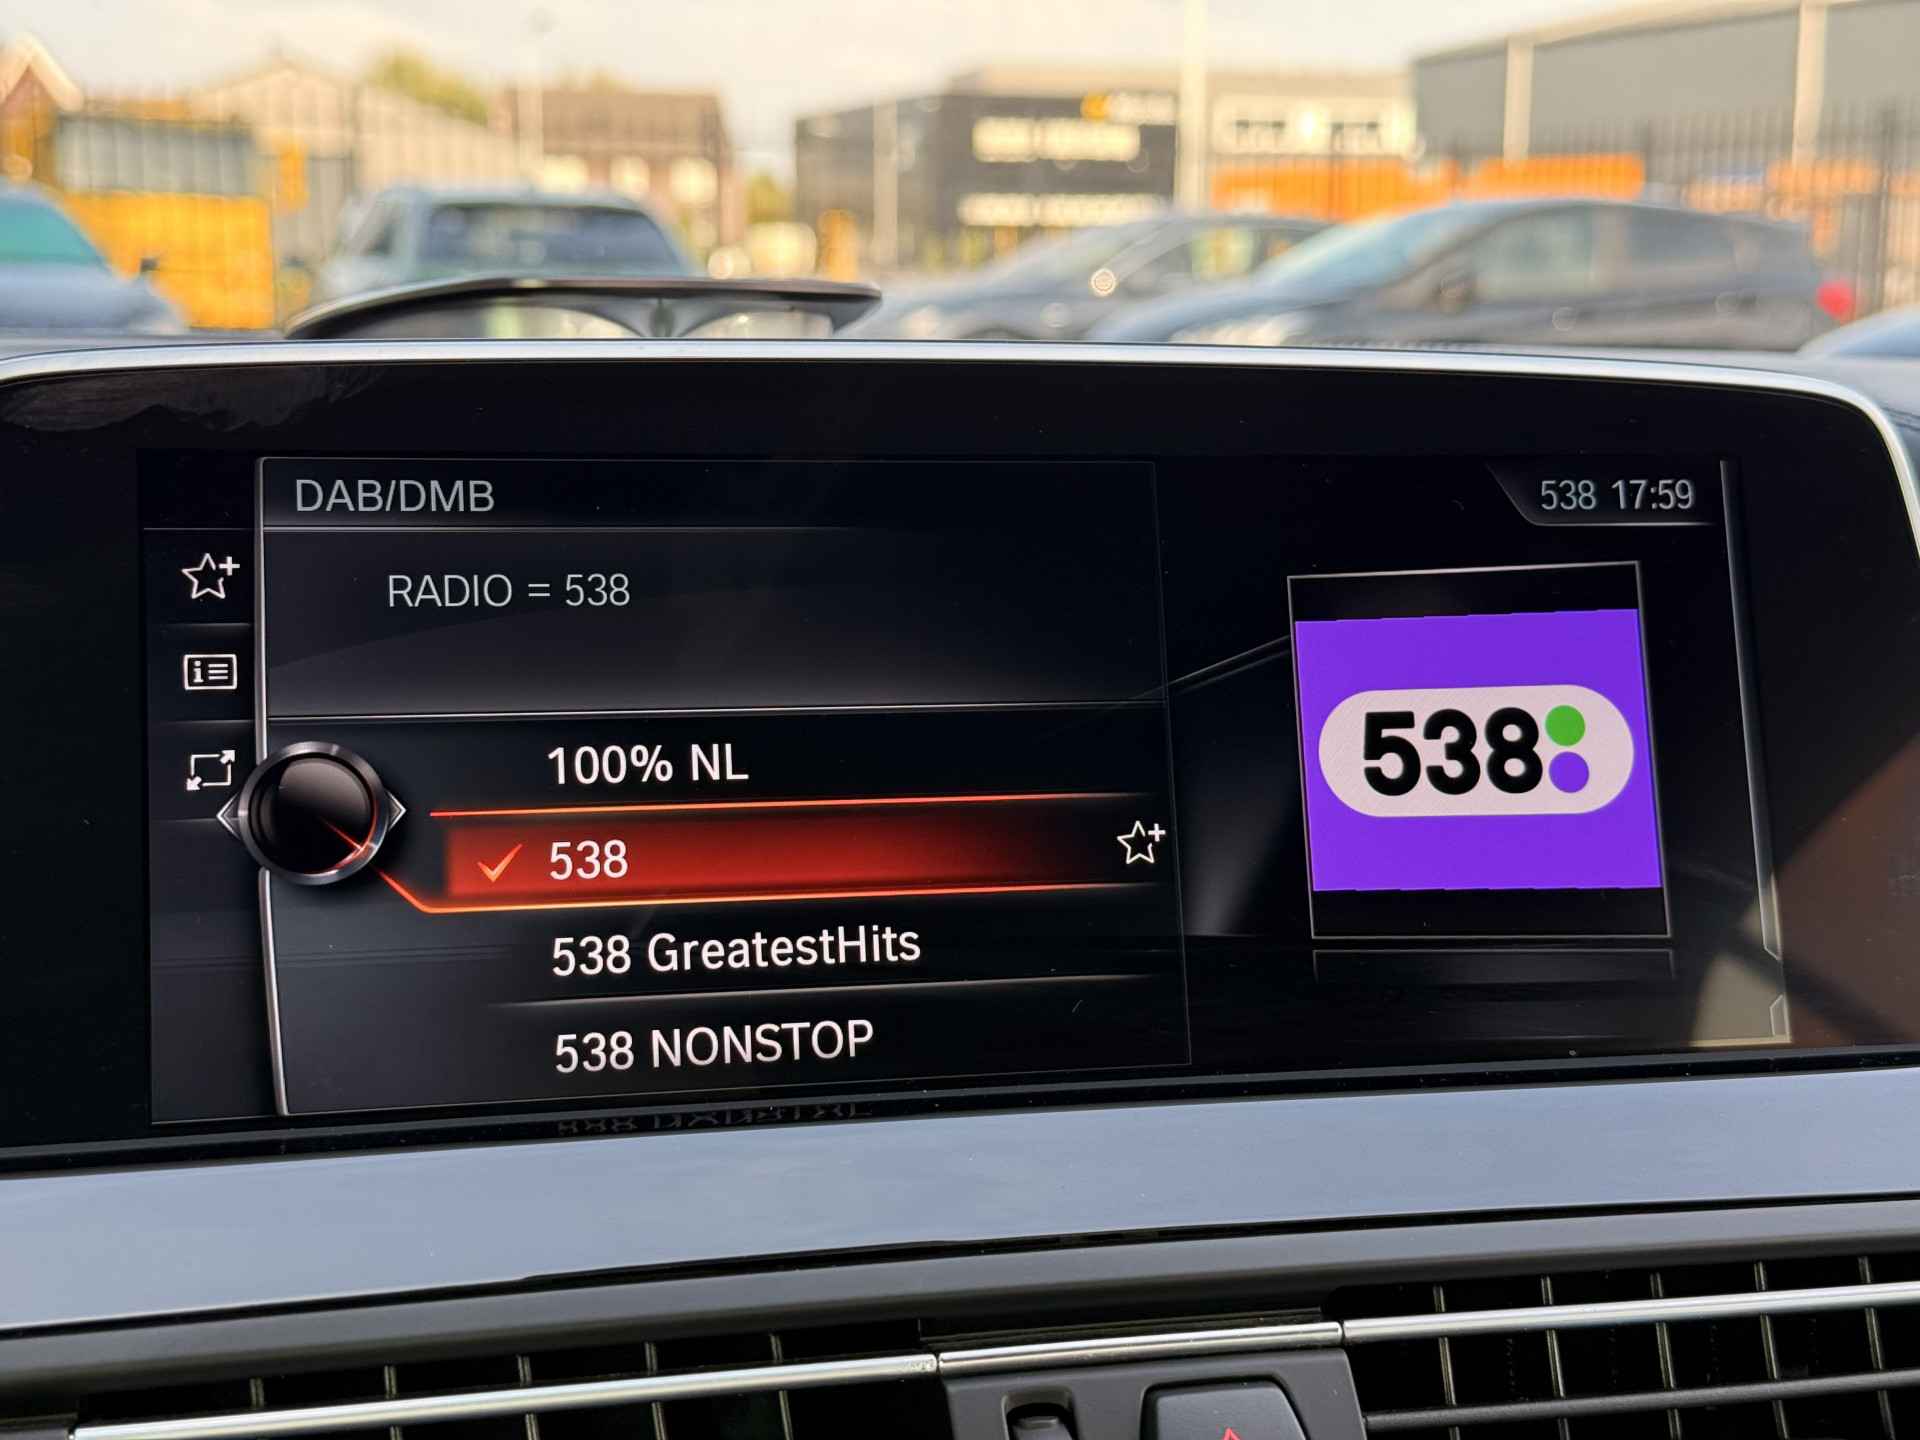 DAB/DMB
538 17:59
RADIO = 538
100% NL
538
538 GreatestHits
538 NONSTOP
538